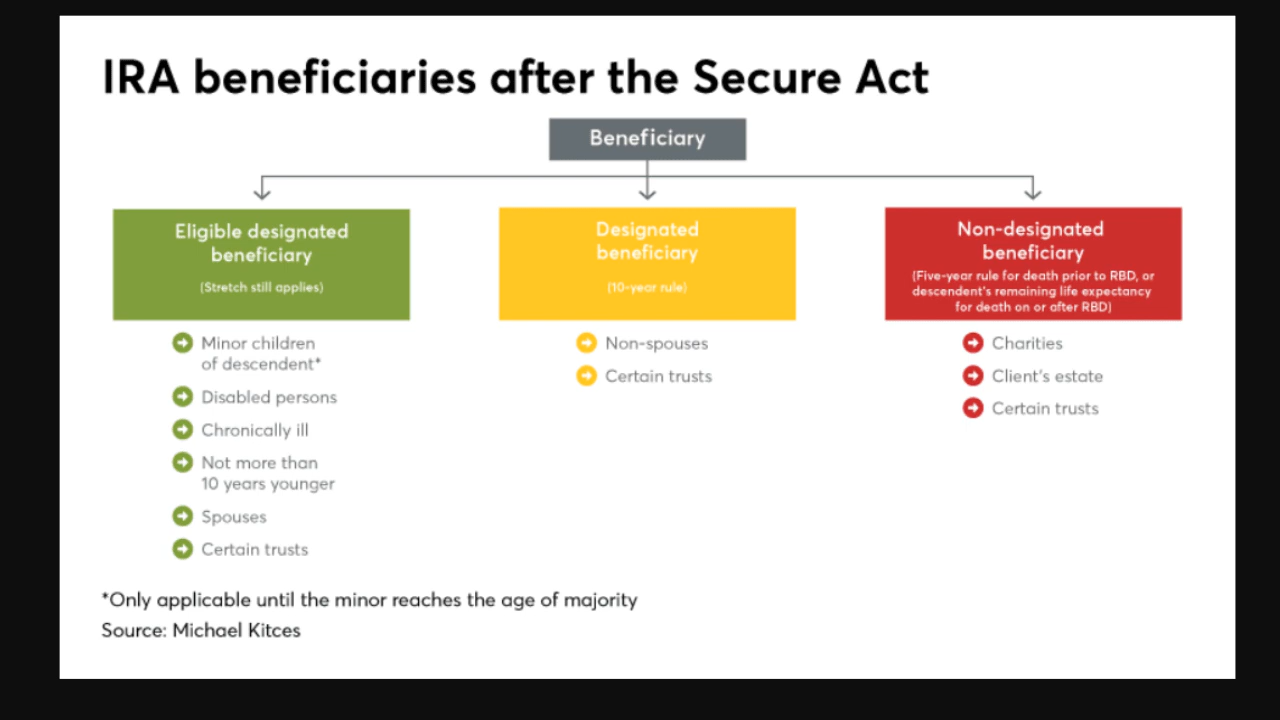 IRA beneficiaries after the Secure Act
Beneficiary
Eligible designated
beneficiary
(Stretch still applies)
Minor children
of descendent*
Disabled persons
Chronically ill
Not more than
10 years younger
Spouses
Certain trusts
Designated
beneficiary
(10-year rule)
Non-spouses
Certain trusts
Non-designated
beneficiary
(Five-year rule for death prior to RBD, or
descendent's remaining life expectancy
for death on or after RBD)
Charities
Client's estate
Certain trusts
*Only applicable until the minor reaches the age of majority
Source: Michael Kitces